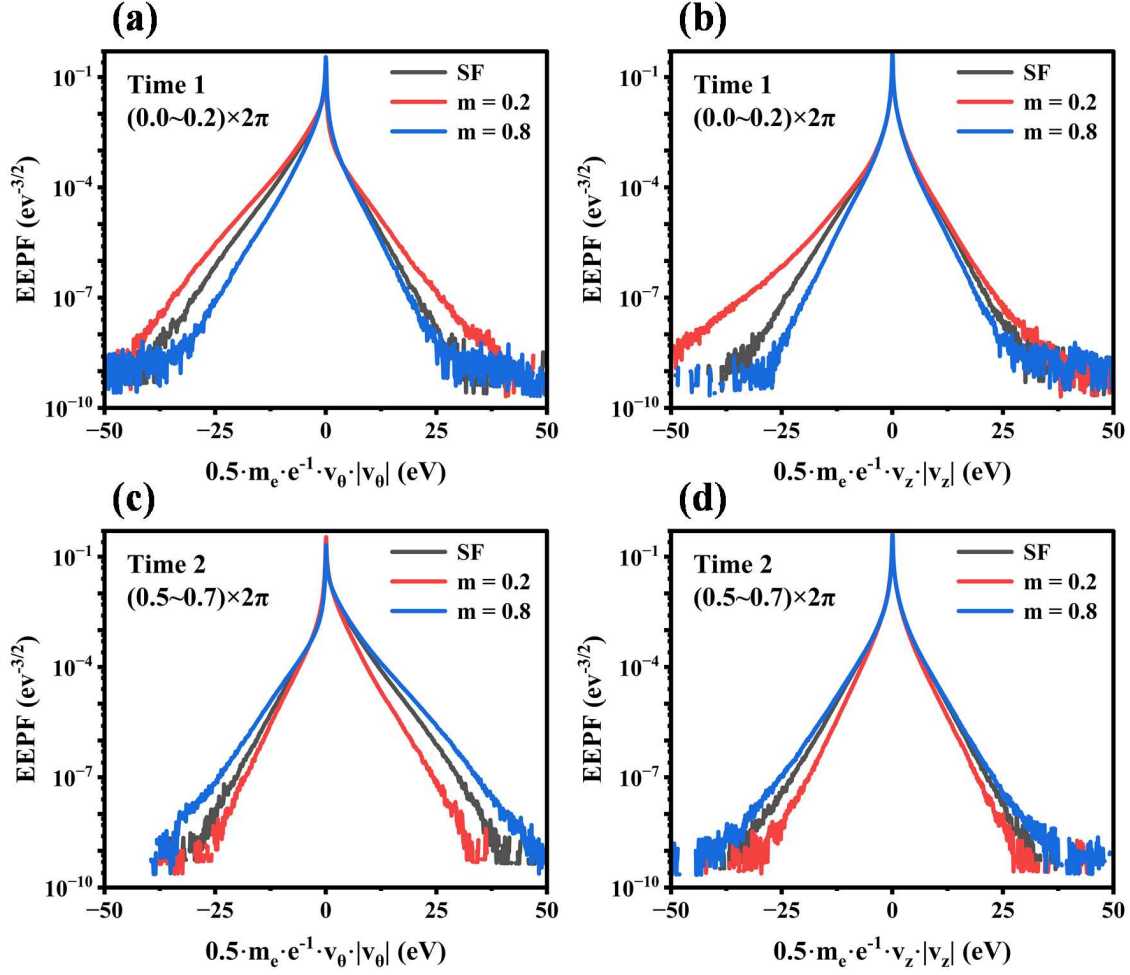 (a)
EEPF (ev⁻³/²)
10⁻¹
10⁻⁴
10⁻⁷
10⁻¹⁰
Time 1
(0.0~0.2)×2π
SF
m = 0.2
m = 0.8
−50 −25 0 25 50
0.5·mₑ·e⁻¹·v_θ·|v_θ| (eV)
(b)
EEPF (ev⁻³/²)
10⁻¹
10⁻⁴
10⁻⁷
10⁻¹⁰
Time 1
(0.0~0.2)×2π
SF
m = 0.2
m = 0.8
−50 −25 0 25 50
0.5·mₑ·e⁻¹·v_z·|v_z| (eV)
(c)
EEPF (ev⁻³/²)
10⁻¹
10⁻⁴
10⁻⁷
10⁻¹⁰
Time 2
(0.5~0.7)×2π
SF
m = 0.2
m = 0.8
−50 −25 0 25 50
0.5·mₑ·e⁻¹·v_θ·|v_θ| (eV)
(d)
EEPF (ev⁻³/²)
10⁻¹
10⁻⁴
10⁻⁷
10⁻¹⁰
Time 2
(0.5~0.7)×2π
SF
m = 0.2
m = 0.8
−50 −25 0 25 50
0.5·mₑ·e⁻¹·v_z·|v_z| (eV)